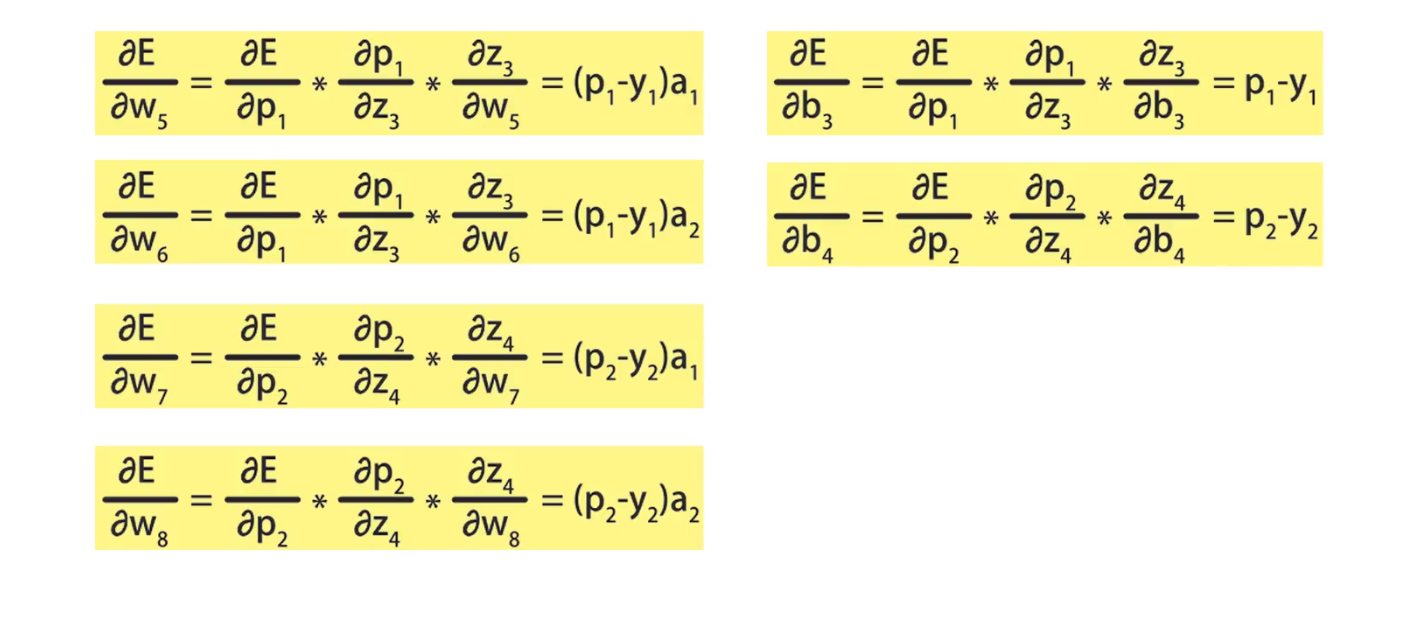 ∂E/∂w₅ = ∂E/∂p₁ * ∂p₁/∂z₃ * ∂z₃/∂w₅ = (p₁-y₁)a₁
∂E/∂w₆ = ∂E/∂p₁ * ∂p₁/∂z₃ * ∂z₃/∂w₆ = (p₁-y₁)a₂
∂E/∂w₇ = ∂E/∂p₂ * ∂p₂/∂z₄ * ∂z₄/∂w₇ = (p₂-y₂)a₁
∂E/∂w₈ = ∂E/∂p₂ * ∂p₂/∂z₄ * ∂z₄/∂w₈ = (p₂-y₂)a₂
∂E/∂b₃ = ∂E/∂p₁ * ∂p₁/∂z₃ * ∂z₃/∂b₃ = p₁-y₁
∂E/∂b₄ = ∂E/∂p₂ * ∂p₂/∂z₄ * ∂z₄/∂b₄ = p₂-y₂